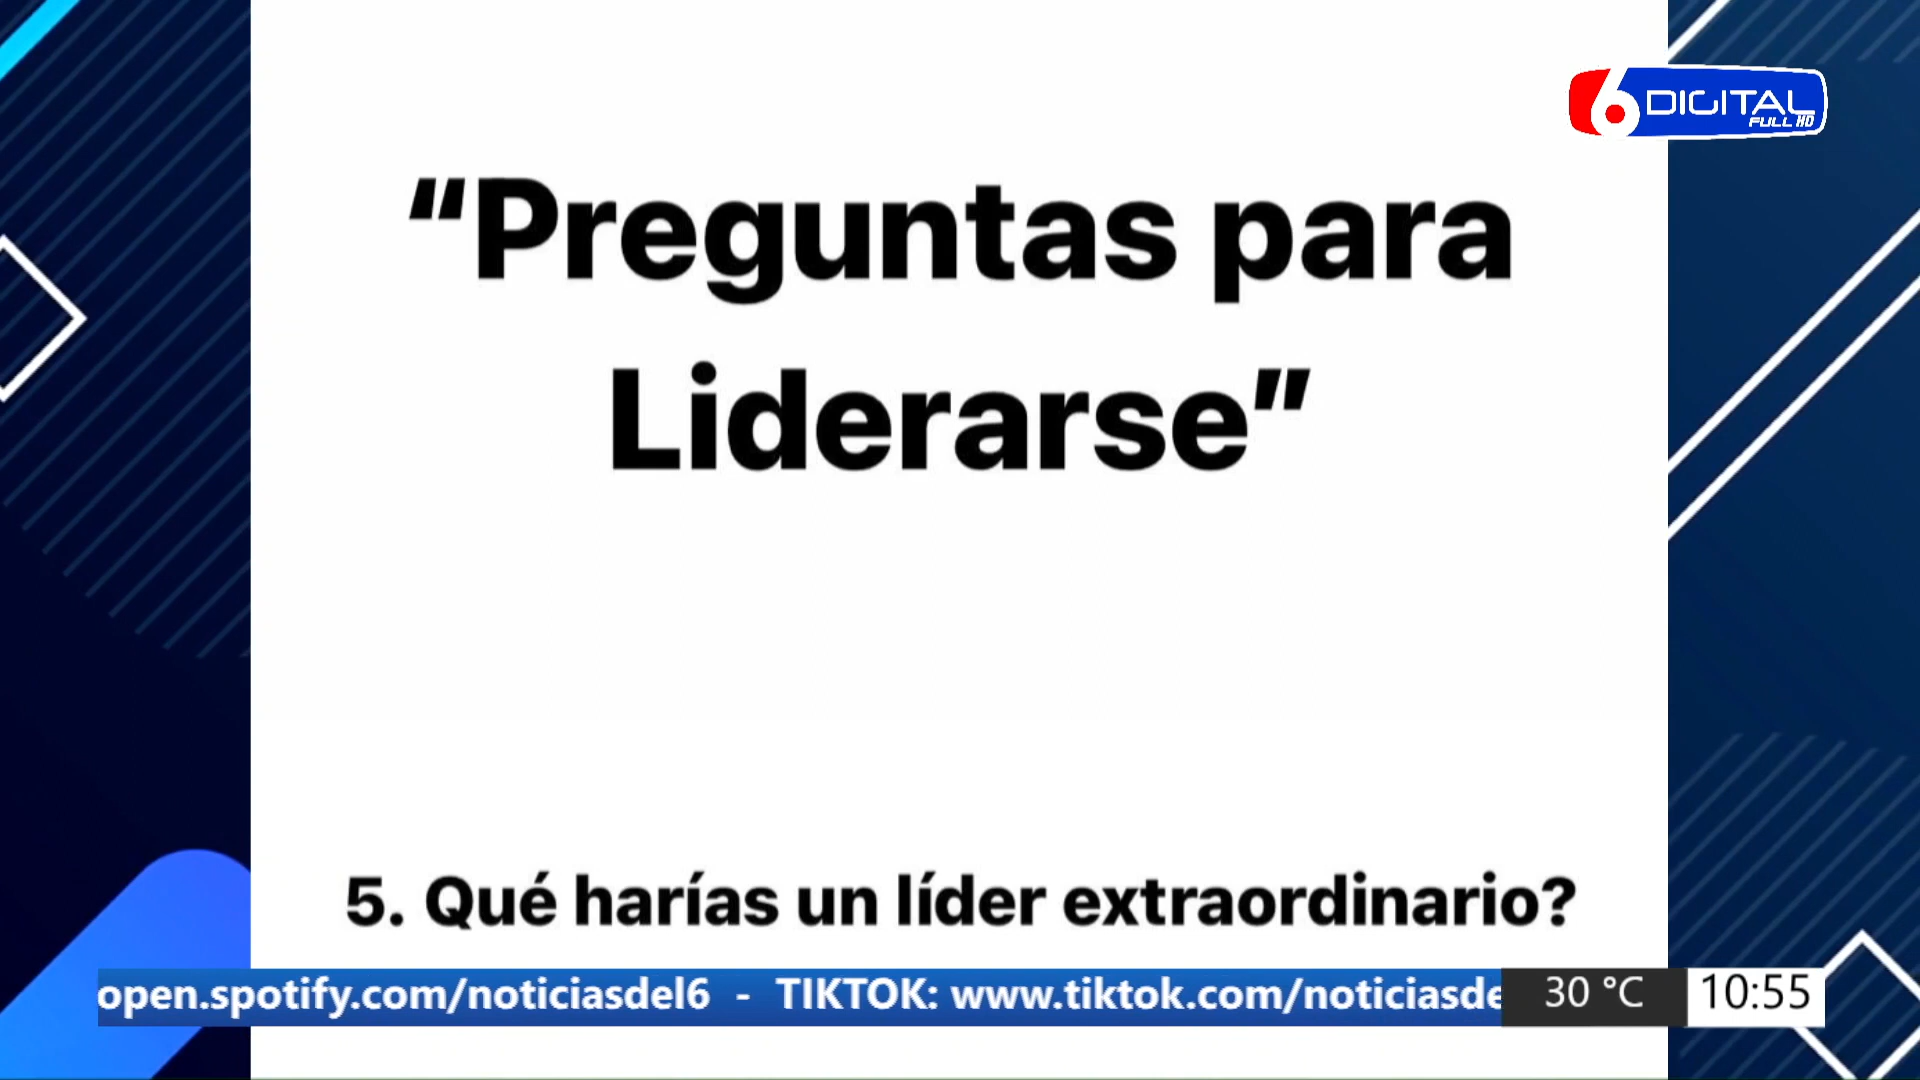 6 DIGITAL
FULL HD
“Preguntas para
Liderarse”
5. Qué harías un líder extraordinario?
open.spotify.com/noticiasdel6 - TIKTOK: www.tiktok.com/noticiasde
30 °C
10:55